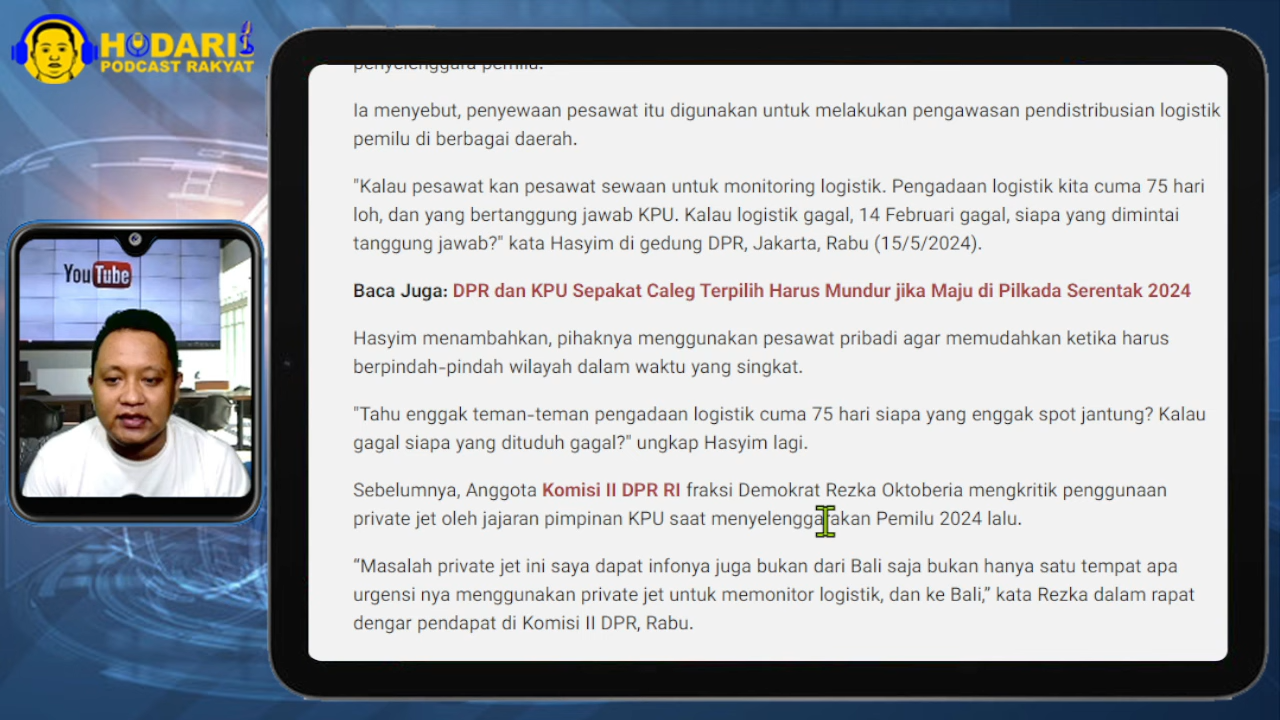 HODARI
PODCAST RAKYAT
YouTube
penyelenggara pemilu.
Ia menyebut, penyewaan pesawat itu digunakan untuk melakukan pengawasan pendistribusian logistik
pemilu di berbagai daerah.
"Kalau pesawat kan pesawat sewaan untuk monitoring logistik. Pengadaan logistik kita cuma 75 hari
loh, dan yang bertanggung jawab KPU. Kalau logistik gagal, 14 Februari gagal, siapa yang dimintai
tanggung jawab?" kata Hasyim di gedung DPR, Jakarta, Rabu (15/5/2024).
Baca Juga: DPR dan KPU Sepakat Caleg Terpilih Harus Mundur jika Maju di Pilkada Serentak 2024
Hasyim menambahkan, pihaknya menggunakan pesawat pribadi agar memudahkan ketika harus
berpindah-pindah wilayah dalam waktu yang singkat.
"Tahu enggak teman-teman pengadaan logistik cuma 75 hari siapa yang enggak spot jantung? Kalau
gagal siapa yang dituduh gagal?" ungkap Hasyim lagi.
Sebelumnya, Anggota Komisi II DPR RI fraksi Demokrat Rezka Oktoberia mengkritik penggunaan
private jet oleh jajaran pimpinan KPU saat menyelenggarakan Pemilu 2024 lalu.
“Masalah private jet ini saya dapat infonya juga bukan dari Bali saja bukan hanya satu tempat apa
urgensi nya menggunakan private jet untuk memonitor logistik, dan ke Bali,” kata Rezka dalam rapat
dengar pendapat di Komisi II DPR, Rabu.